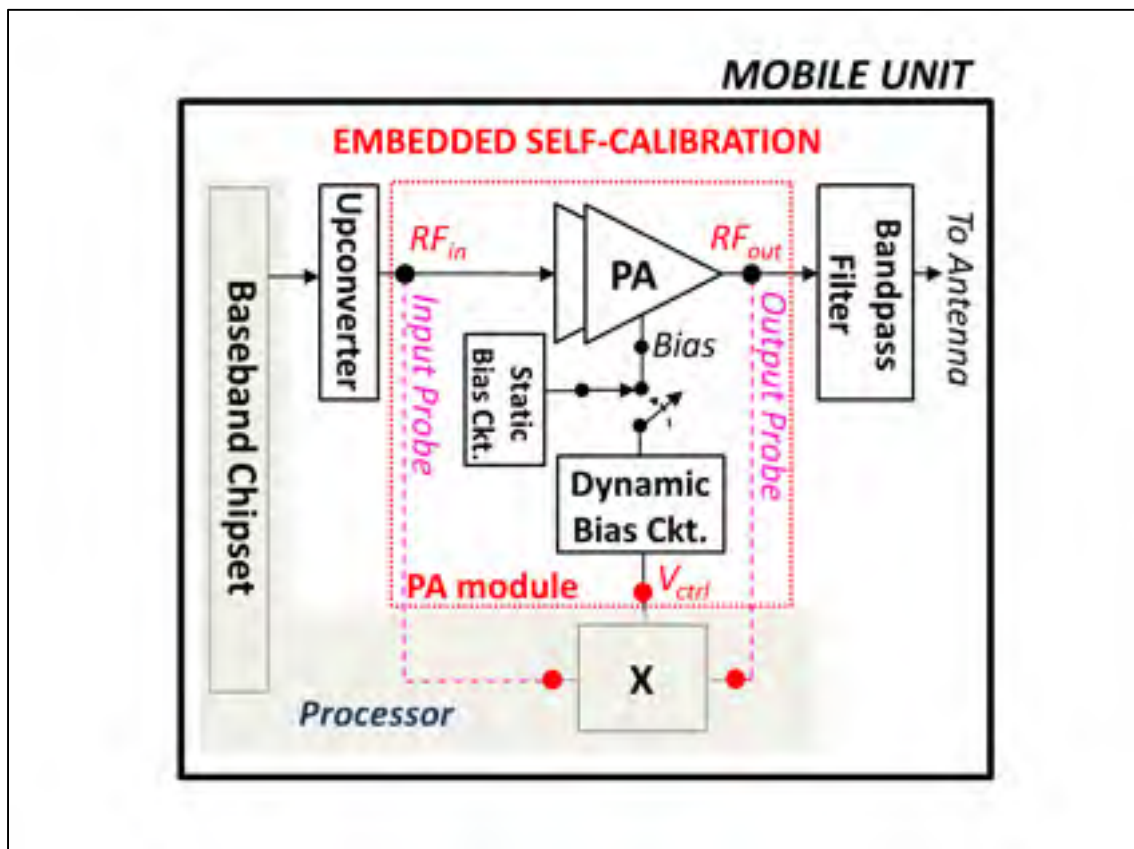 MOBILE UNIT
EMBEDDED SELF-CALIBRATION
Baseband Chipset
Upconverter
RFin
Input Probe
PA
RFout
Output Probe
Bandpass
Filter
To Antenna
Bias
Static
Bias Ckt.
Dynamic
Bias Ckt.
PA module
Vctrl
X
Processor